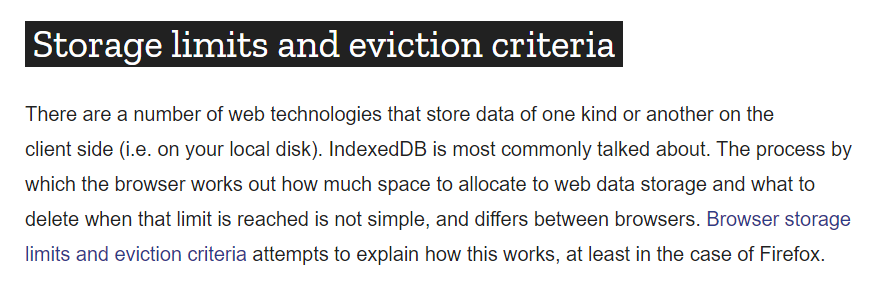 Storage limits and eviction criteria
There are a number of web technologies that store data of one kind or another on the
client side (i.e. on your local disk). IndexedDB is most commonly talked about. The process by
which the browser works out how much space to allocate to web data storage and what to
delete when that limit is reached is not simple, and differs between browsers. Browser storage
limits and eviction criteria attempts to explain how this works, at least in the case of Firefox.